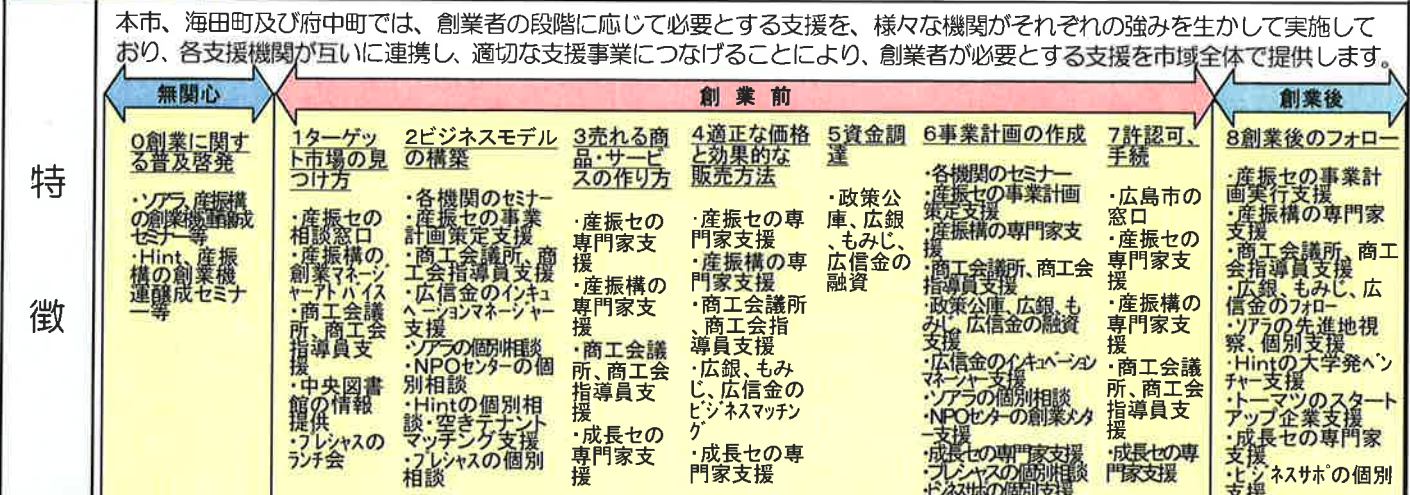 本市、海田町及び府中町では、創業者の段階に応じて必要とする支援を、様々な機関がそれぞれの強みを生かして実施して
おり、各支援機関が互いに連携し、適切な支援事業につなげることにより、創業者が必要とする支援を市域全体で提供します。
特
徴
無関心
創業前
創業後
0創業に関す
る普及啓発
・ソアラ、産振構
の創業機運醸成
セミナー等
・Hint、産振
構の創業機
運醸成セミナ
ー等
1ターゲッ
ト市場の見
つけ方
・産振セの
相談窓口
・産振構の
創業マネージ
ャーアドバイス
・商工会議
所、商工会
指導員支
援
・中央図書
館の情報
提供
・プレシャスの
ランチ会
2ビジネスモデル
の構築
・各機関のセミナー
・産振セの事業
計画策定支援
・商工会議所、商
工会指導員支援
・広信金のインキュ
ベーションマネージャー
支援
・ソアラの個別相談
・NPOセンターの個
別相談
・Hintの個別相
談・空きテナント
マッチング支援
・プレシャスの個別
相談
3売れる商
品・サービ
スの作り方
・産振セの
専門家支
援
・産振構の
専門家支
援
・商工会議
所、商工会
指導員支
援
・成長セの
専門家支
援
4適正な価格
と効果的な
販売方法
・産振セの専
門家支援
・産振構の専
門家支援
・商工会議所
、商工会指
導員支援
・広銀、もみ
じ、広信金の
ビジネスマッチン
グ
・成長セの専
門家支援
5資金調
達
・政策公
庫、広銀
、もみじ、
広信金の
融資
6事業計画の作成
・各機関のセミナー
・産振セの事業計画
策定支援
・産振構の専門家支
援
・商工会議所、商工会
指導員支援
・政策公庫、広銀、も
みじ、広信金の融資
支援
・広信金のインキュベーション
マネージャー支援
・ソアラの個別相談
・NPOセンターの創業メンタ
ー支援
・成長セの専門家支援
・プレシャスの個別相談
・ビジネスサポの個別支援
7許認可、
手続
・広島市の
窓口
・産振セの
専門家支
援
・産振構の
専門家支
援
・商工会議
所、商工会
指導員支
援
・成長セの専
門家支援
8創業後のフォロー
・産振セの事業計
画実行支援
・産振構の専門家
支援
・商工会議所、商工
会指導員支援
・広銀、もみじ、広
信金のフォロー
・ソアラの先進地視
察、個別支援
・Hintの大学発ベン
チャー支援
・トーマツのスタート
アップ企業支援
・成長セの専門家
支援
・ビジネスサポの個別
支援